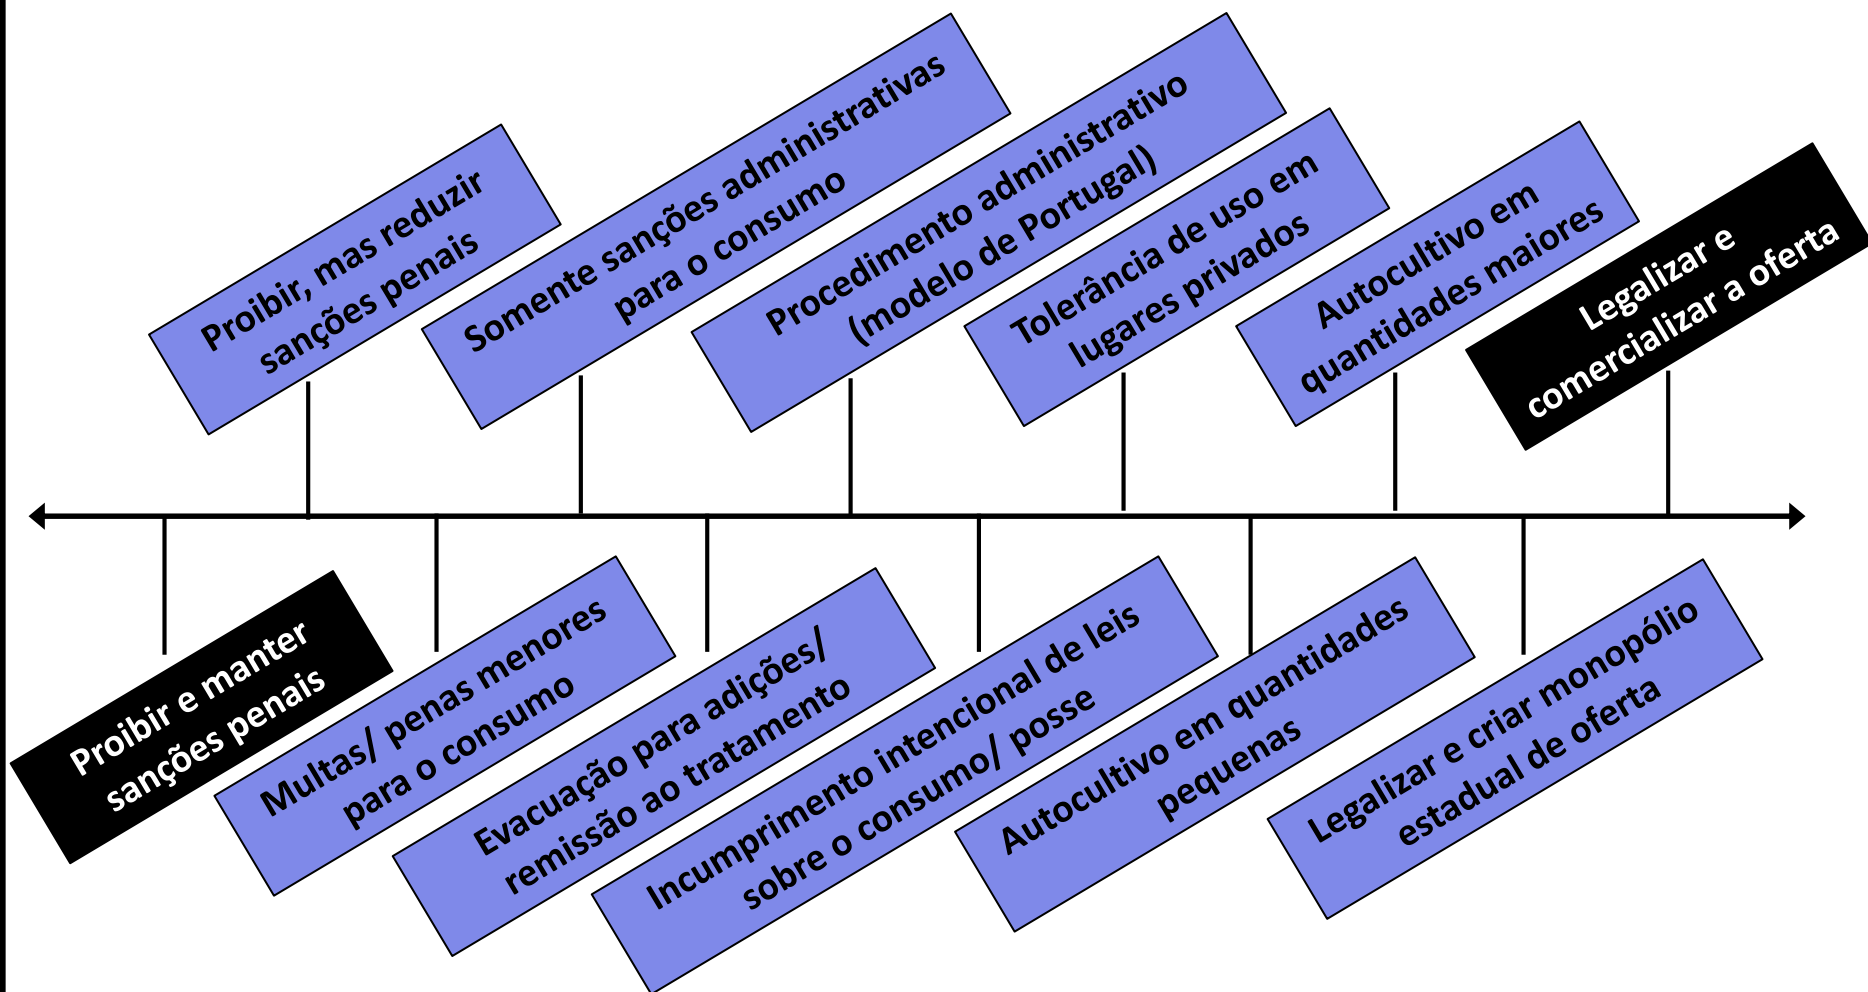 Proibir, mas reduzir
sanções penais
Somente sanções administrativas
para o consumo
Procedimento administrativo
(modelo de Portugal)
Tolerância de uso em
lugares privados
Autocultivo em
quantidades maiores
Legalizar e
comercializar a oferta
Proibir e manter
sanções penais
Multas/ penas menores
para o consumo
Evacuação para adições/
remissão ao tratamento
Incumprimento intencional de leis
sobre o consumo/ posse
Autocultivo em quantidades
pequenas
Legalizar e criar monopólio
estadual de oferta